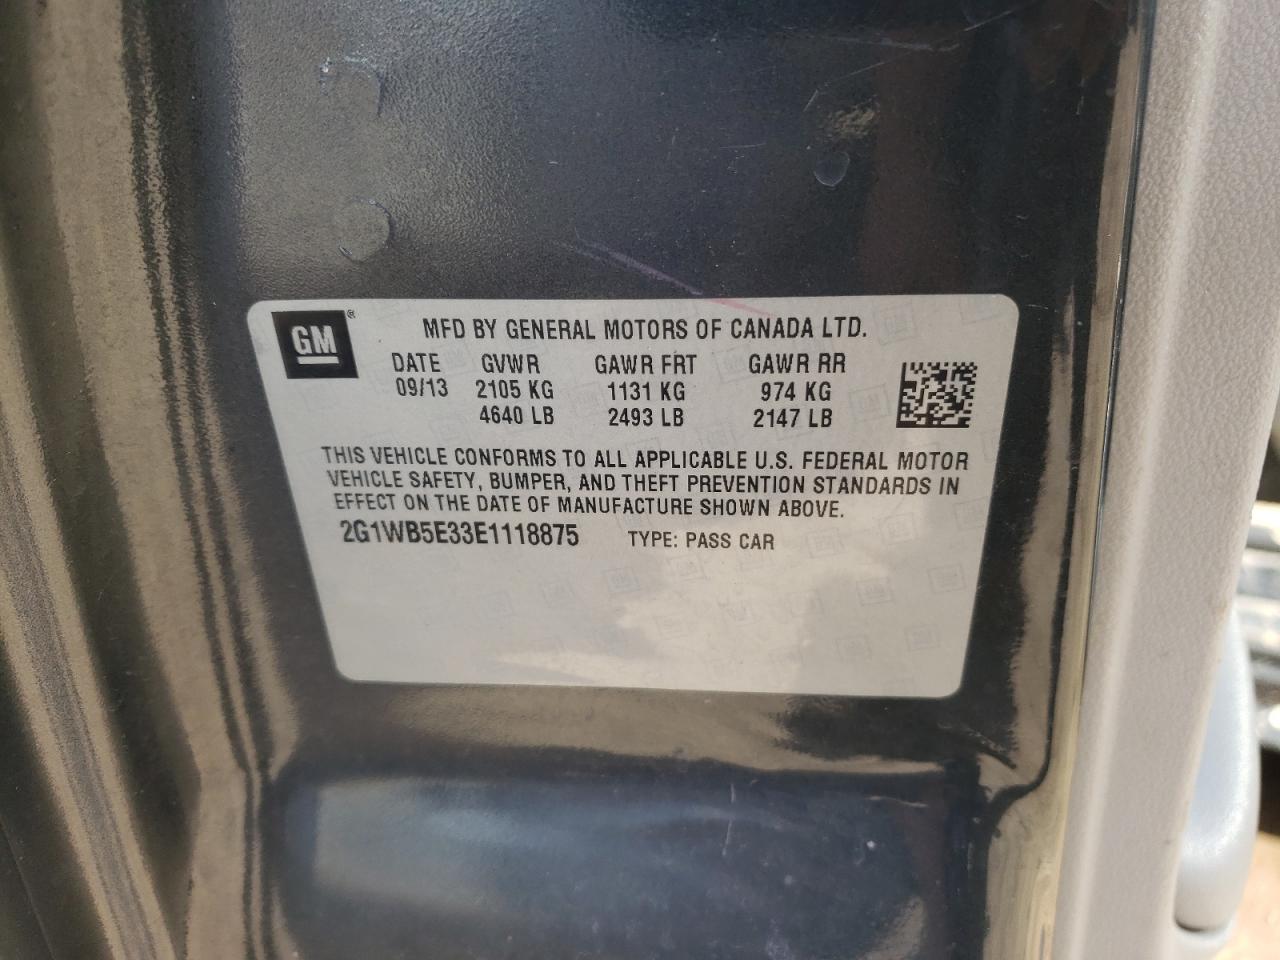 GM®
MFD BY GENERAL MOTORS OF CANADA LTD.
DATE GVWR GAWR FRT GAWR RR
09/13 2105 KG 1131 KG 974 KG
4640 LB 2493 LB 2147 LB
THIS VEHICLE CONFORMS TO ALL APPLICABLE U.S. FEDERAL MOTOR
VEHICLE SAFETY, BUMPER, AND THEFT PREVENTION STANDARDS IN
EFFECT ON THE DATE OF MANUFACTURE SHOWN ABOVE.
2G1WB5E33E1118875 TYPE: PASS CAR